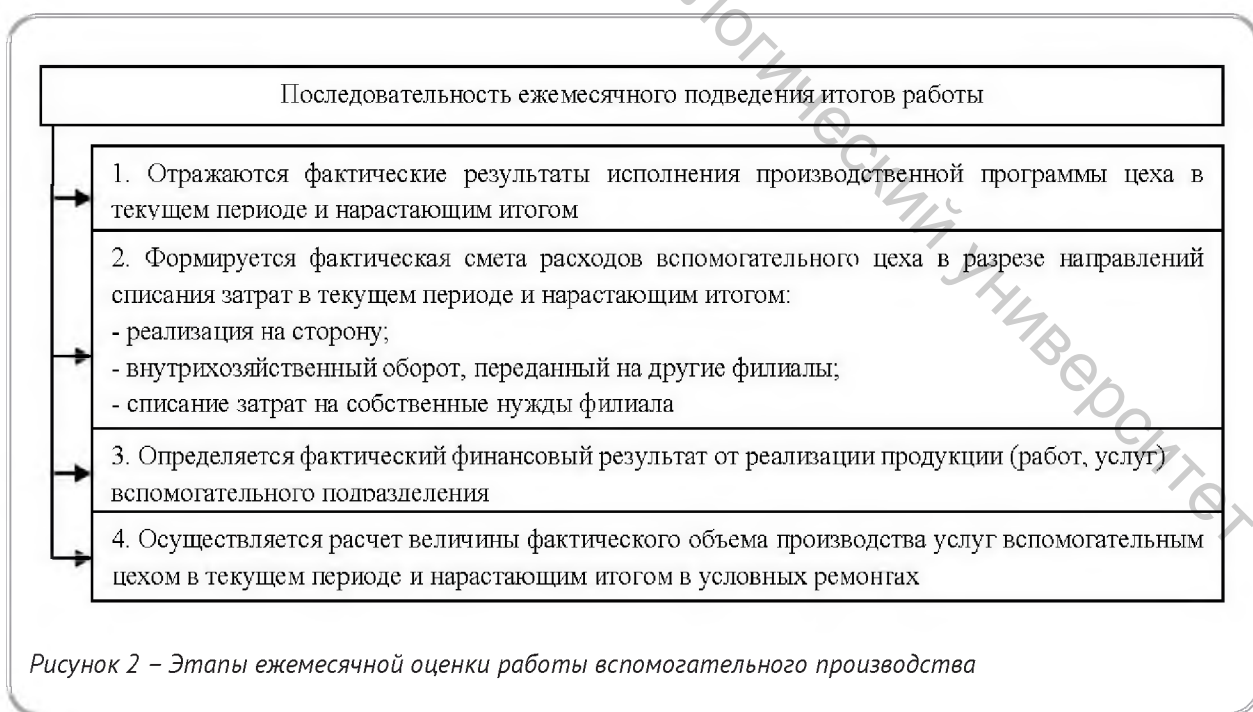 Последовательность ежемесячного подведения итогов работы
1. Отражаются фактические результаты исполнения производственной программы цеха в
текущем периоде и нарастающим итогом
2. Формируется фактическая смета расходов вспомогательного цеха в разрезе направлений
списания затрат в текущем периоде и нарастающим итогом:
- реализация на сторону;
- внутрихозяйственный оборот, переданный на другие филиалы;
- списание затрат на собственные нужды филиала
3. Определяется фактический финансовый результат от реализации продукции (работ, услуг)
вспомогательного подразделения
4. Осуществляется расчет величины фактического объема производства услуг вспомогательным
цехом в текущем периоде и нарастающим итогом в условных ремонтах
Рисунок 2 – Этапы ежемесячной оценки работы вспомогательного производства
университет